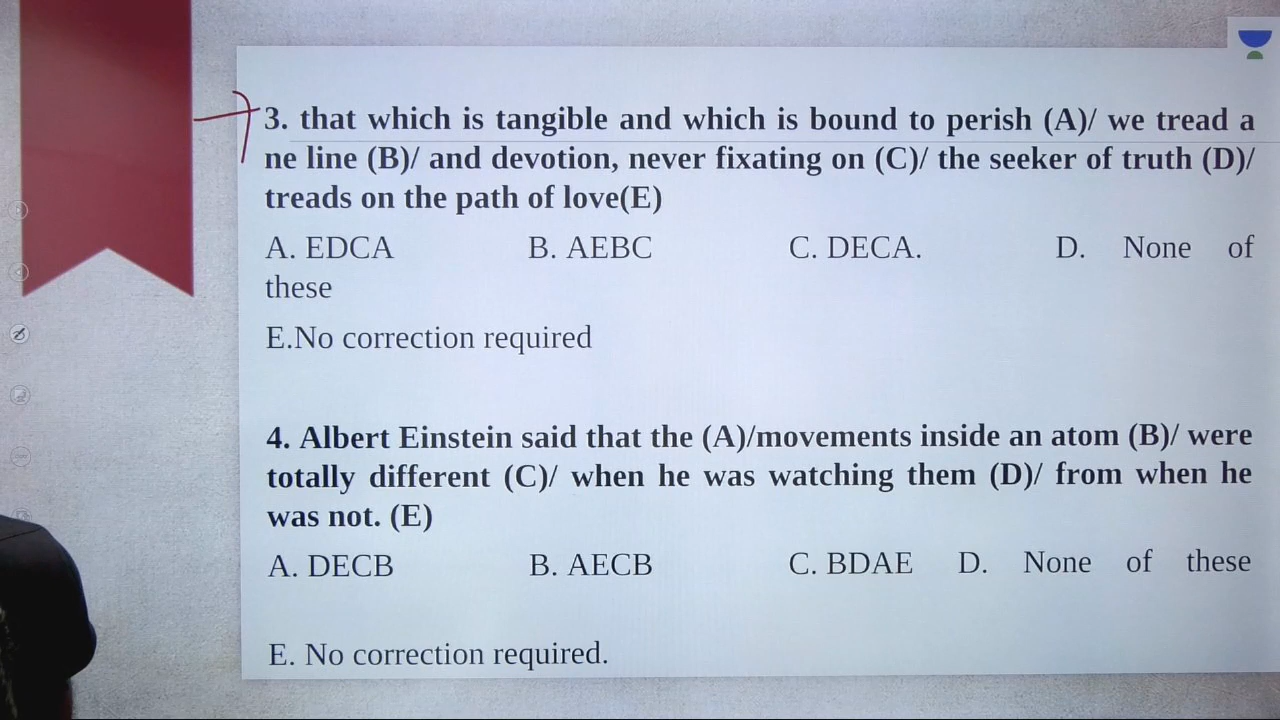 3. that which is tangible and which is bound to perish (A)/ we tread a
ne line (B)/ and devotion, never fixating on (C)/ the seeker of truth (D)/
treads on the path of love(E)
A. EDCA B. AEBC C. DECA. D. None of
these
E.No correction required
4. Albert Einstein said that the (A)/movements inside an atom (B)/ were
totally different (C)/ when he was watching them (D)/ from when he
was not. (E)
A. DECB B. AECB C. BDAE D. None of these
E. No correction required.